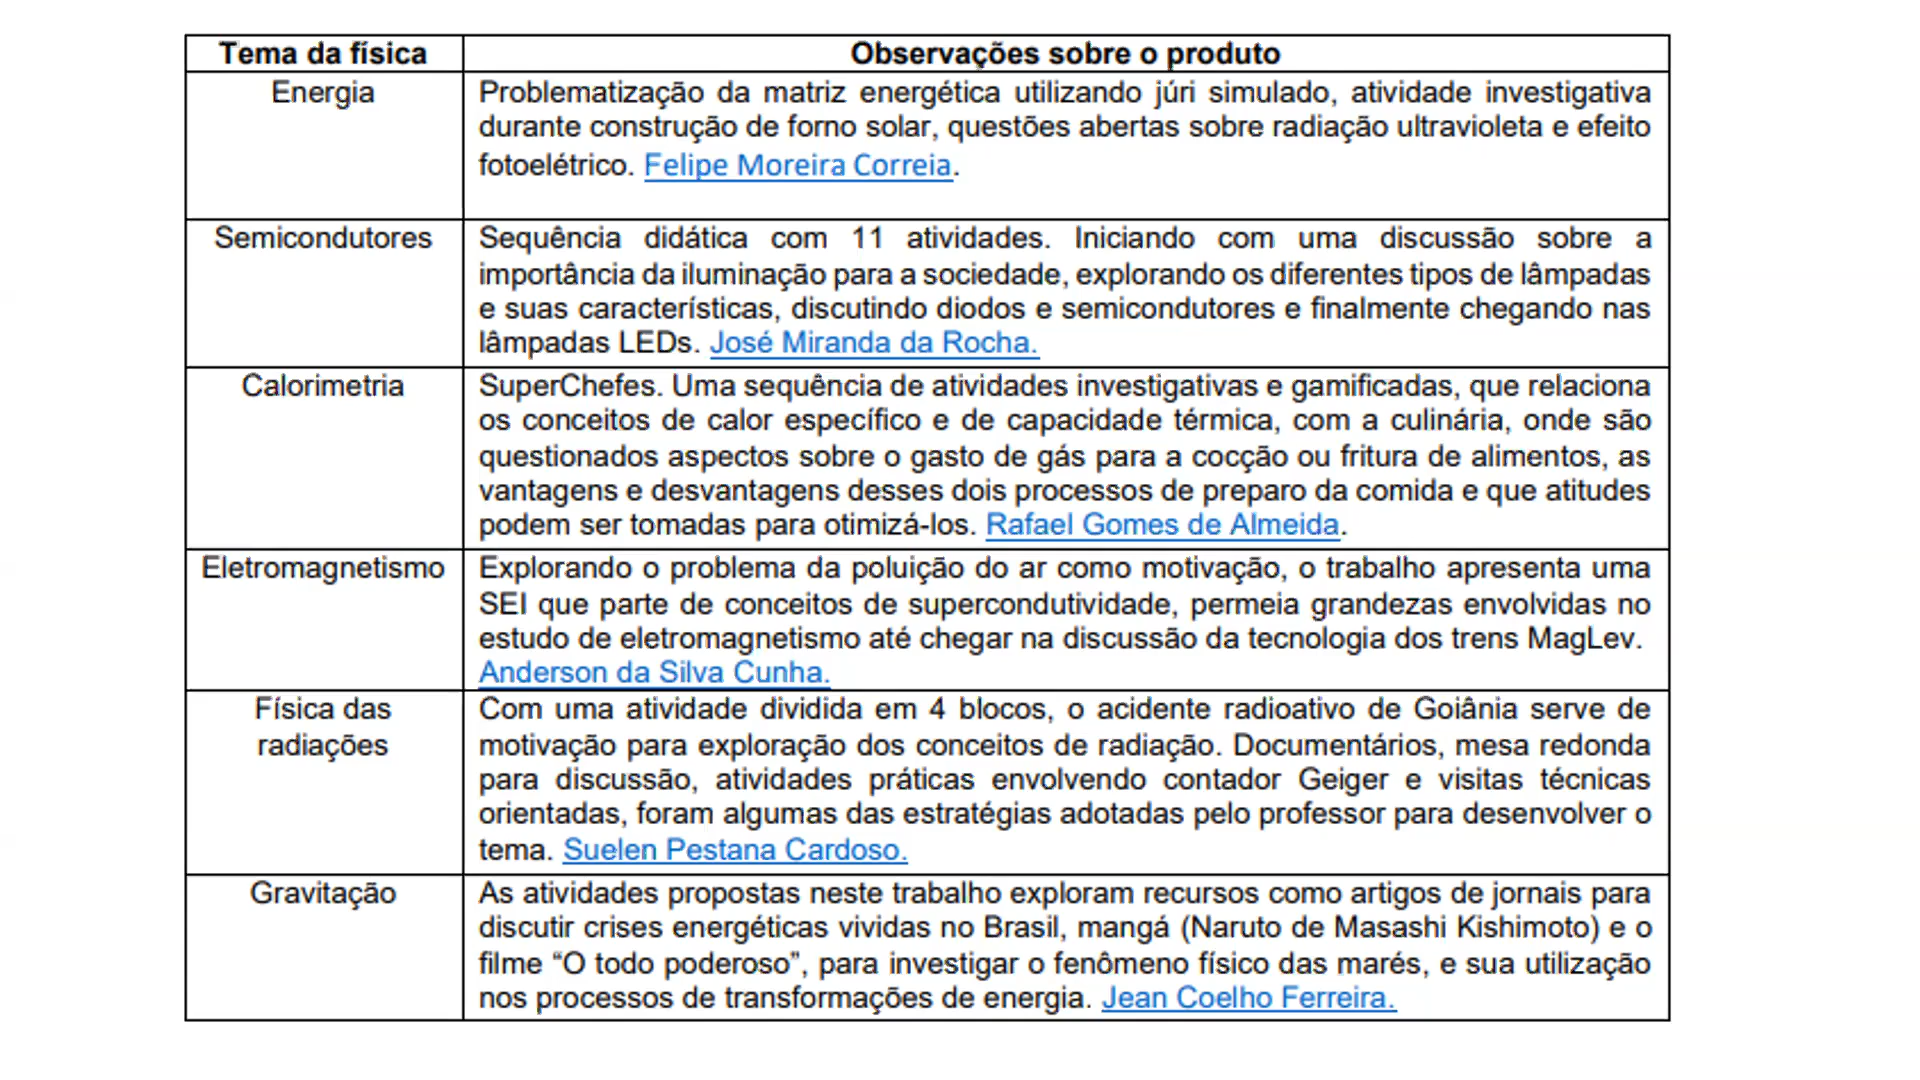 Tema da física
Observações sobre o produto
Energia
Problematização da matriz energética utilizando júri simulado, atividade investigativa
durante construção de forno solar, questões abertas sobre radiação ultravioleta e efeito
fotoelétrico. Felipe Moreira Correia.
Semicondutores
Sequência didática com 11 atividades. Iniciando com uma discussão sobre a
importância da iluminação para a sociedade, explorando os diferentes tipos de lâmpadas
e suas características, discutindo diodos e semicondutores e finalmente chegando nas
lâmpadas LEDs. José Miranda da Rocha.
Calorimetria
SuperChefes. Uma sequência de atividades investigativas e gamificadas, que relaciona
os conceitos de calor específico e de capacidade térmica, com a culinária, onde são
questionados aspectos sobre o gasto de gás para a cocção ou fritura de alimentos, as
vantagens e desvantagens desses dois processos de preparo da comida e que atitudes
podem ser tomadas para otimizá-los. Rafael Gomes de Almeida.
Eletromagnetismo
Explorando o problema da poluição do ar como motivação, o trabalho apresenta uma
SEI que parte de conceitos de supercondutividade, permeia grandezas envolvidas no
estudo de eletromagnetismo até chegar na discussão da tecnologia dos trens MagLev.
Anderson da Silva Cunha.
Física das
radiações
Com uma atividade dividida em 4 blocos, o acidente radioativo de Goiânia serve de
motivação para exploração dos conceitos de radiação. Documentários, mesa redonda
para discussão, atividades práticas envolvendo contador Geiger e visitas técnicas
orientadas, foram algumas das estratégias adotadas pelo professor para desenvolver o
tema. Suelen Pestana Cardoso.
Gravitação
As atividades propostas neste trabalho exploram recursos como artigos de jornais para
discutir crises energéticas vividas no Brasil, mangá (Naruto de Masashi Kishimoto) e o
filme “O todo poderoso”, para investigar o fenômeno físico das marés, e sua utilização
nos processos de transformações de energia. Jean Coelho Ferreira.